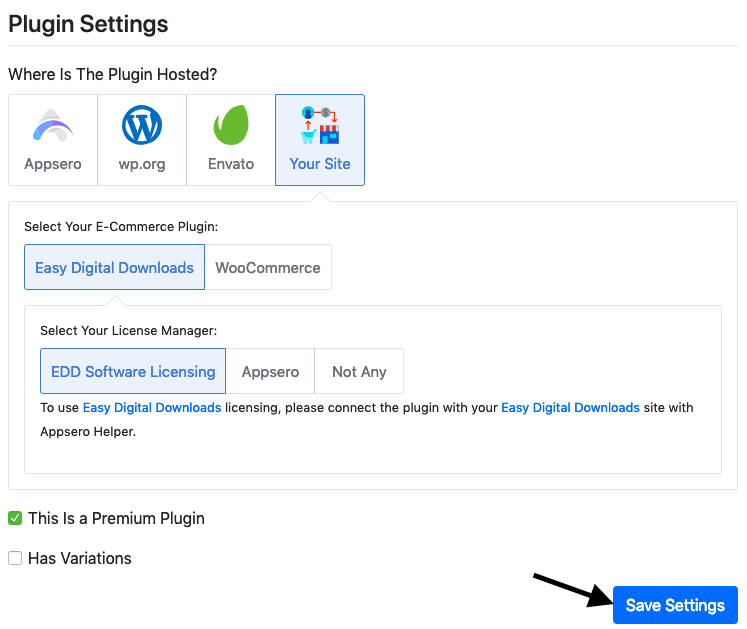 Plugin Settings
Where Is The Plugin Hosted?
Appsero
wp.org
Envato
Your Site
Select Your E-Commerce Plugin:
Easy Digital Downloads
WooCommerce
Select Your License Manager:
EDD Software Licensing
Appsero
Not Any
To use Easy Digital Downloads licensing, please connect the plugin with your Easy Digital Downloads site with
Appsero Helper.
This Is a Premium Plugin
Has Variations
Save Settings